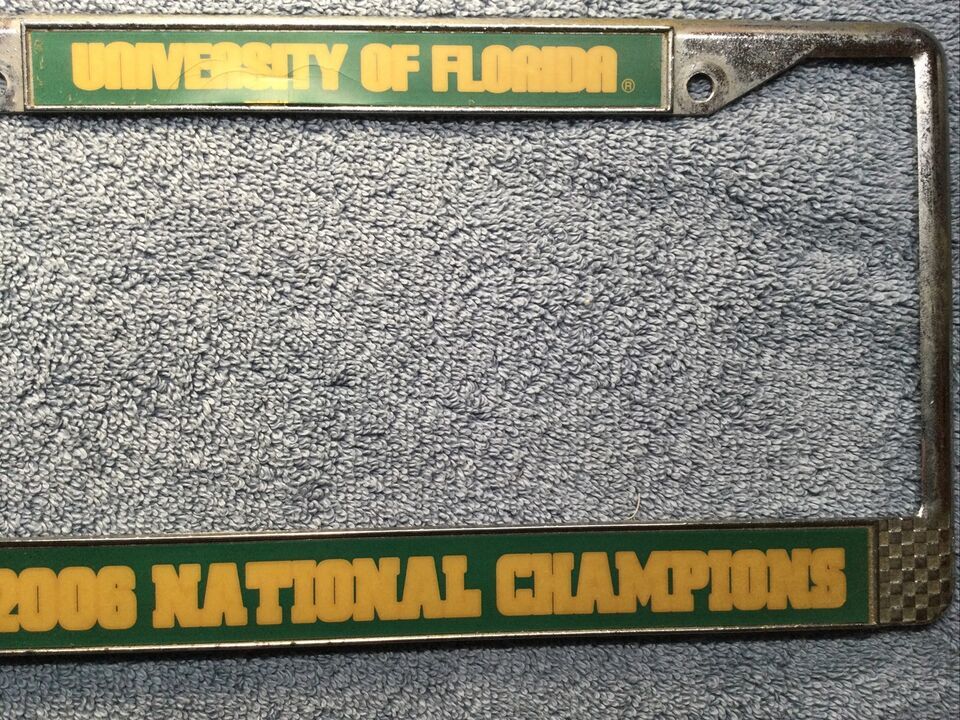 UNIVERSITY OF FLORIDA®
2006 NATIONAL CHAMPIONS